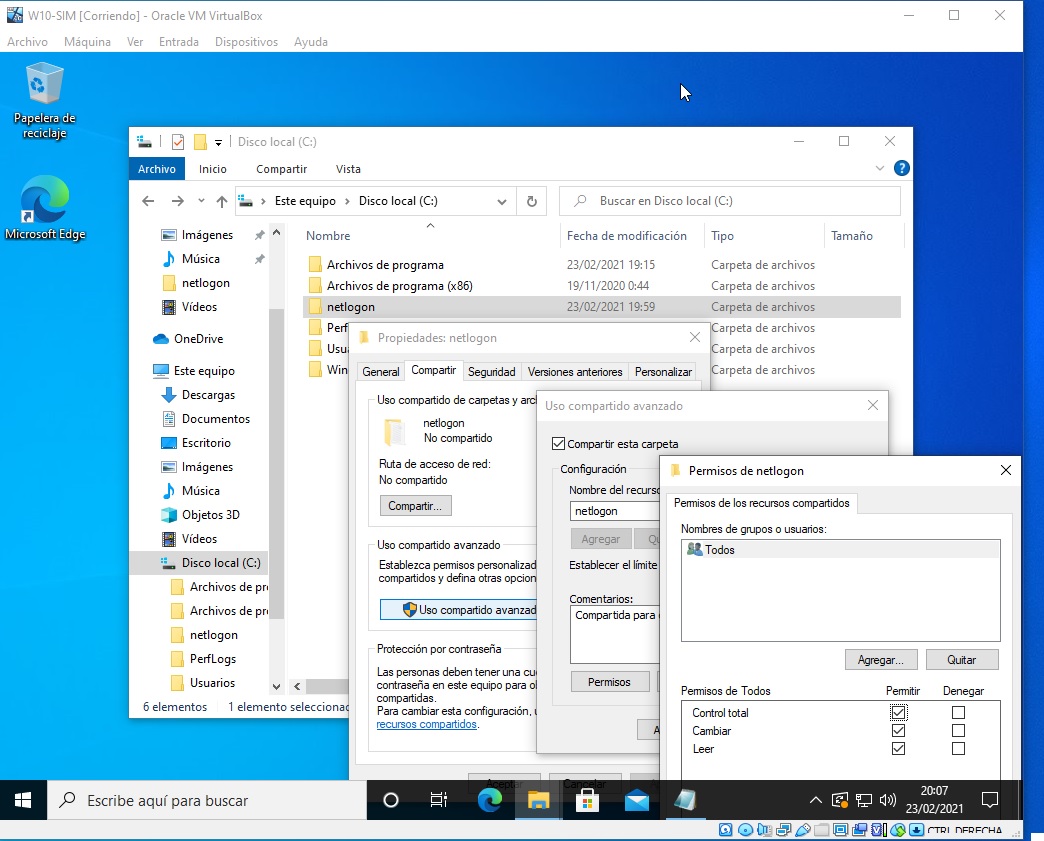 W10-SIM [Corriendo] - Oracle VM VirtualBox
Archivo Máquina Ver Entrada Dispositivos Ayuda
Papelera de
reciclaje
Microsoft Edge
Disco local (C:)
Archivo Inicio Compartir Vista
Este equipo > Disco local (C:)
Buscar en Disco local (C:)
Imágenes
Música
netlogon
Vídeos
OneDrive
Este equipo
Descargas
Documentos
Escritorio
Imágenes
Música
Objetos 3D
Vídeos
Disco local (C:)
Archivos de pr
Archivos de pr
netlogon
PerfLogs
Usuarios
Nombre Fecha de modificación Tipo Tamaño
Archivos de programa 23/02/2021 19:15 Carpeta de archivos
Archivos de programa (x86) 19/11/2020 0:44 Carpeta de archivos
netlogon 23/02/2021 19:59 Carpeta de archivos
Perf Carpeta de archivos
Usua Carpeta de archivos
Win Carpeta de archivos
6 elementos 1 elemento seleccionad
Propiedades: netlogon
General Compartir Seguridad Versiones anteriores Personalizar
Uso compartido de carpetas y arch
netlogon
No compartido
Ruta de acceso de red:
No compartido
Compartir...
Uso compartido avanzado
Establezca permisos personalizad
compartidos y defina otras opcion
Uso compartido avanzad
Protección por contraseña
Las personas deben tener una cue
contraseña en este equipo para ob
compartidas.
Para cambiar esta configuración, u
recursos compartidos.
Aceptar Cancelar
Uso compartido avanzado
Compartir esta carpeta
Configuración
Nombre del recurso
netlogon
Agregar Qu
Establecer el límite
Comentarios:
Compartida para
Permisos
A
Permisos de netlogon
Permisos de los recursos compartidos
Nombres de grupos o usuarios:
Todos
Agregar... Quitar
Permisos de Todos Permitir Denegar
Control total
Cambiar
Leer
Escribe aquí para buscar
20:07
23/02/2021
CTRL DERECHA